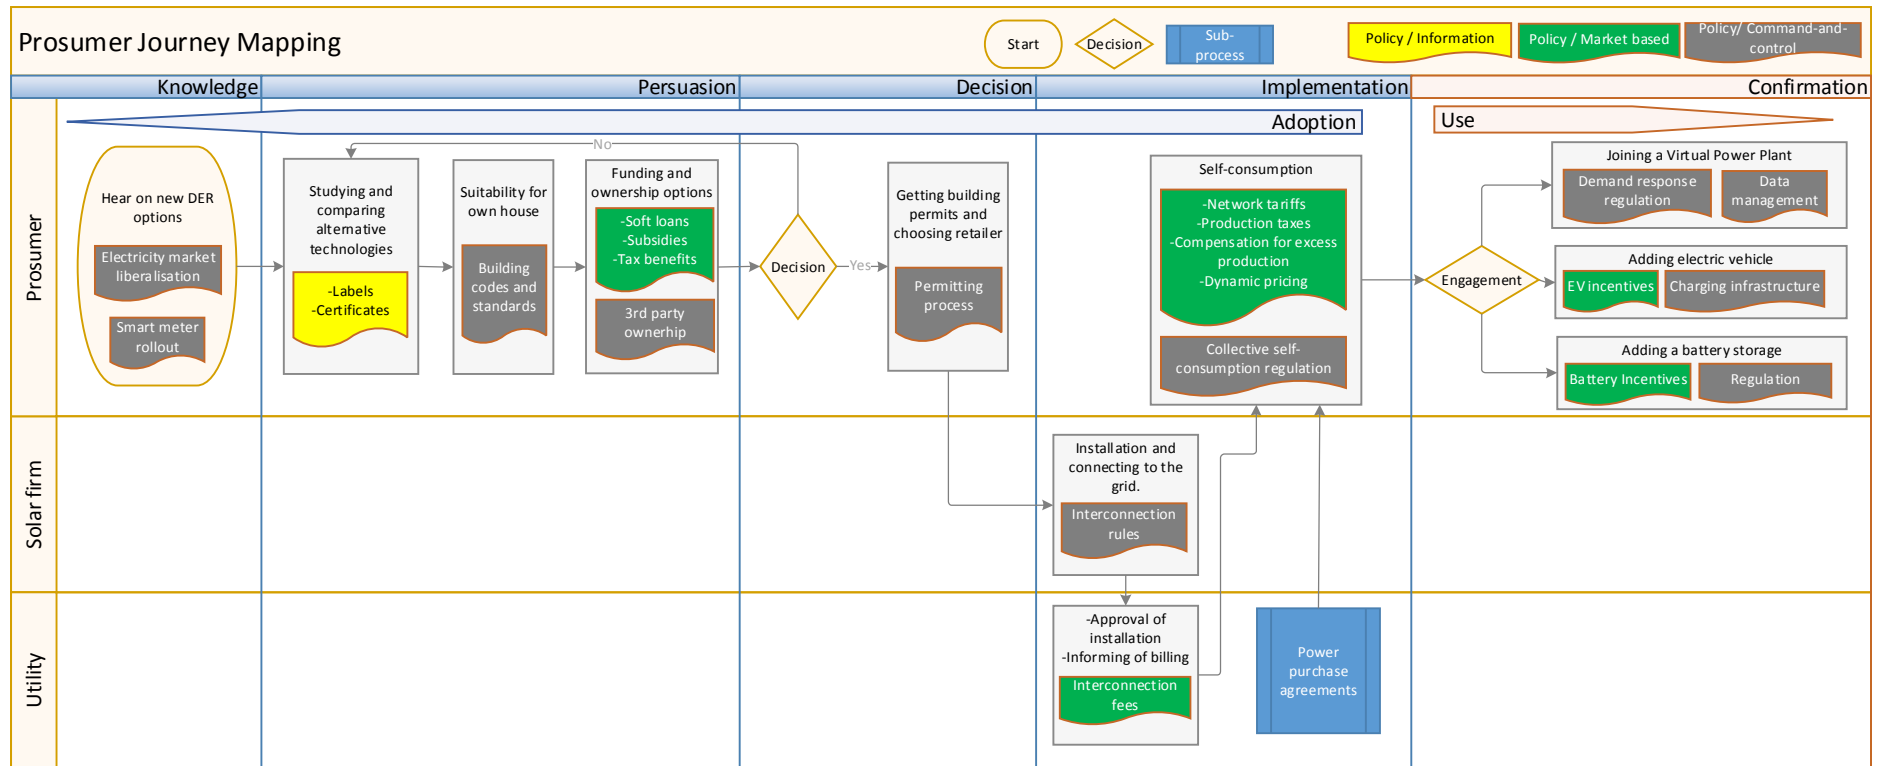 Prosumer Journey Mapping
Start
Decision
Sub-
process
Policy / Information
Policy / Market based
Policy/ Command-and-
control
Knowledge
Persuasion
Decision
Implementation
Confirmation
Prosumer
Adoption
Use
Hear on new DER
options
Electricity market
liberalisation
Smart meter
rollout
No
Studying and
comparing
alternative
technologies
-Labels
-Certificates
Suitability for
own house
Building
codes and
standards
Funding and
ownership options
-Soft loans
-Subsidies
-Tax benefits
3rd party
ownerhip
Decision
Yes
Getting building
permits and
choosing retailer
Permitting
process
Self-consumption
-Network tariffs
-Production taxes
-Compensation for excess
production
-Dynamic pricing
Collective self-
consumption regulation
Engagement
Joining a Virtual Power Plant
Demand response
regulation
Data
management
Adding electric vehicle
EV incentives
Charging infrastructure
Adding a battery storage
Battery Incentives
Regulation
Solar firm
Installation and
connecting to the
grid.
Interconnection
rules
Utility
-Approval of
installation
-Informing of billing
Interconnection
fees
Power
purchase
agreements